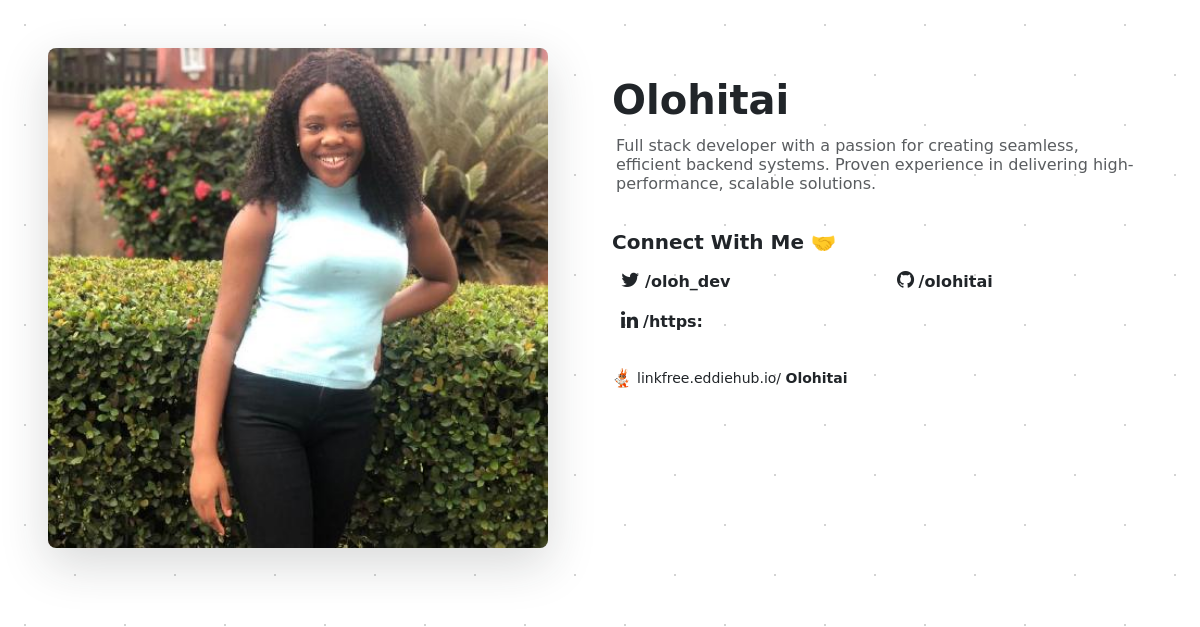 Olohitai
Full stack developer with a passion for creating seamless,
efficient backend systems. Proven experience in delivering high-
performance, scalable solutions.
Connect With Me 🤝
/oloh_dev
/olohitai
in /https:
linkfree.eddiehub.io/ Olohitai